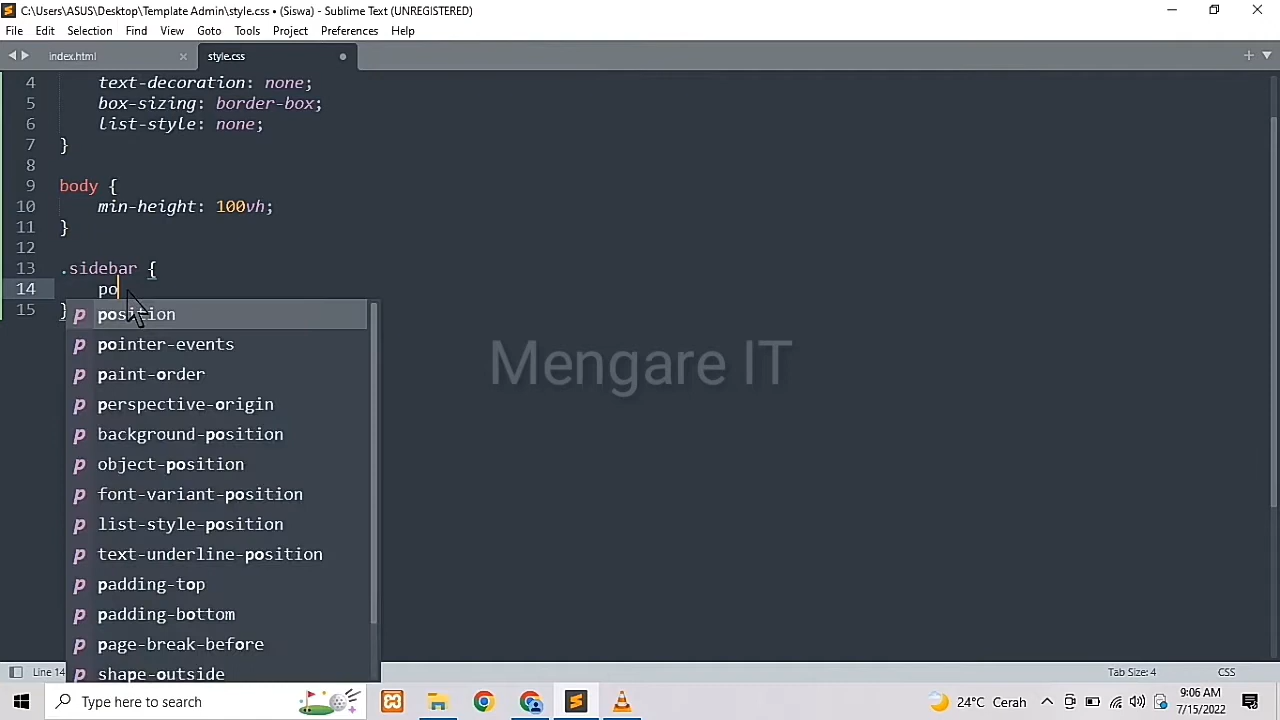 C:\Users\ASUS\Desktop\Template Admin\style.css • (Siswa) - Sublime Text (UNREGISTERED)
File Edit Selection Find View Goto Tools Project Preferences Help
index.html style.css
4 text-decoration: none;
5 box-sizing: border-box;
6 list-style: none;
7 }
8
9 body {
10 min-height: 100vh;
11 }
12
13 .sidebar {
14 po
15 }
p position
p pointer-events
p paint-order
p perspective-origin
p background-position
p object-position
p font-variant-position
p list-style-position
p text-underline-position
p padding-top
p padding-bottom
p page-break-before
p shape-outside
Mengare IT
Line 14 Tab Size: 4 CSS
Type here to search 24°C Cerah 9:06 AM
7/15/2022